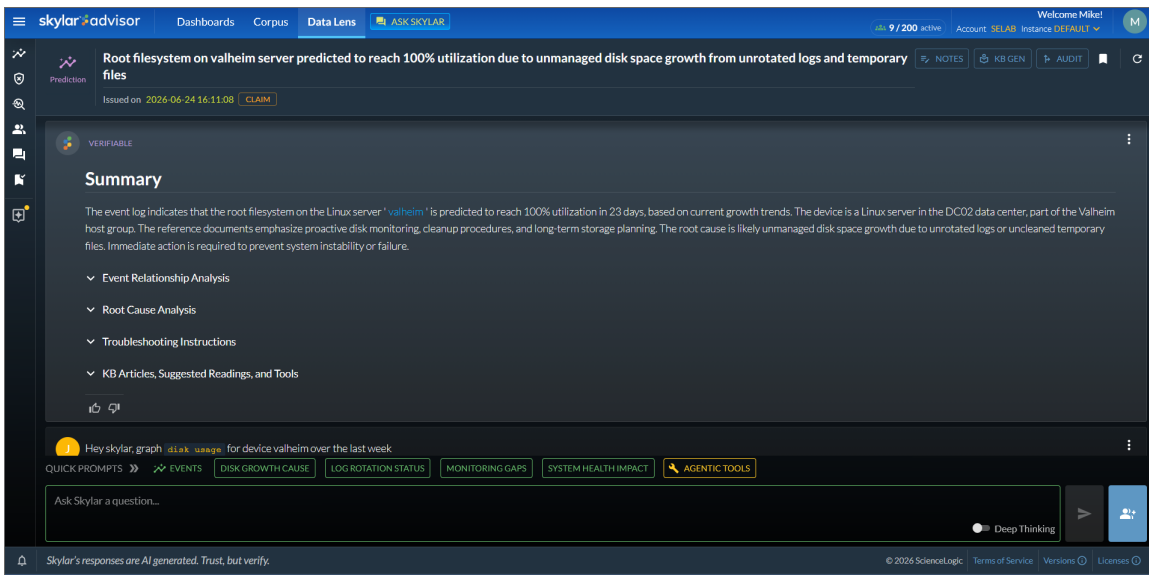 skylar advisor Dashboards Corpus Data Lens ASK SKYLAR 9 / 200 active Welcome Mike!
Account SELAB Instance DEFAULT M
Prediction
Root filesystem on valheim server predicted to reach 100% utilization due to unmanaged disk space growth from unrotated logs and temporary
files
NOTES KB GEN AUDIT
Issued on 2026-06-24 16:11:08 CLAIM
VERIFIABLE
Summary
The event log indicates that the root filesystem on the Linux server ' valheim ' is predicted to reach 100% utilization in 23 days, based on current growth trends. The device is a Linux server in the DC02 data center, part of the Valheim
host group. The reference documents emphasize proactive disk monitoring, cleanup procedures, and long-term storage planning. The root cause is likely unmanaged disk space growth due to unrotated logs or uncleaned temporary
files. Immediate action is required to prevent system instability or failure.
Event Relationship Analysis
Root Cause Analysis
Troubleshooting Instructions
KB Articles, Suggested Readings, and Tools
J Hey skylar, graph disk usage for device valheim over the last week
QUICK PROMPTS EVENTS DISK GROWTH CAUSE LOG ROTATION STATUS MONITORING GAPS SYSTEM HEALTH IMPACT AGENTIC TOOLS
Ask Skylar a question...
Deep Thinking
Skylar's responses are AI generated. Trust, but verify. © 2026 ScienceLogic Terms of Service Versions Licenses